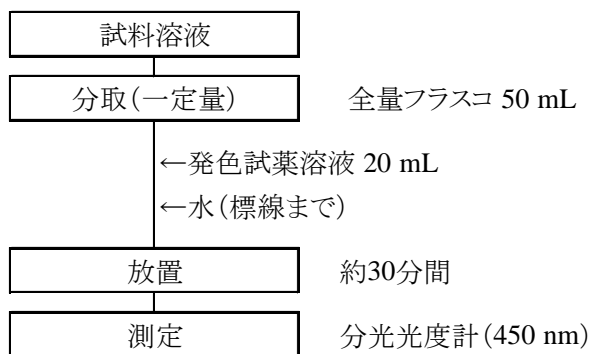 試料溶液
分取(一定量) 全量フラスコ 50 mL
←発色試薬溶液 20 mL
←水(標線まで)
放置 約30分間
測定 分光光度計(450 nm)